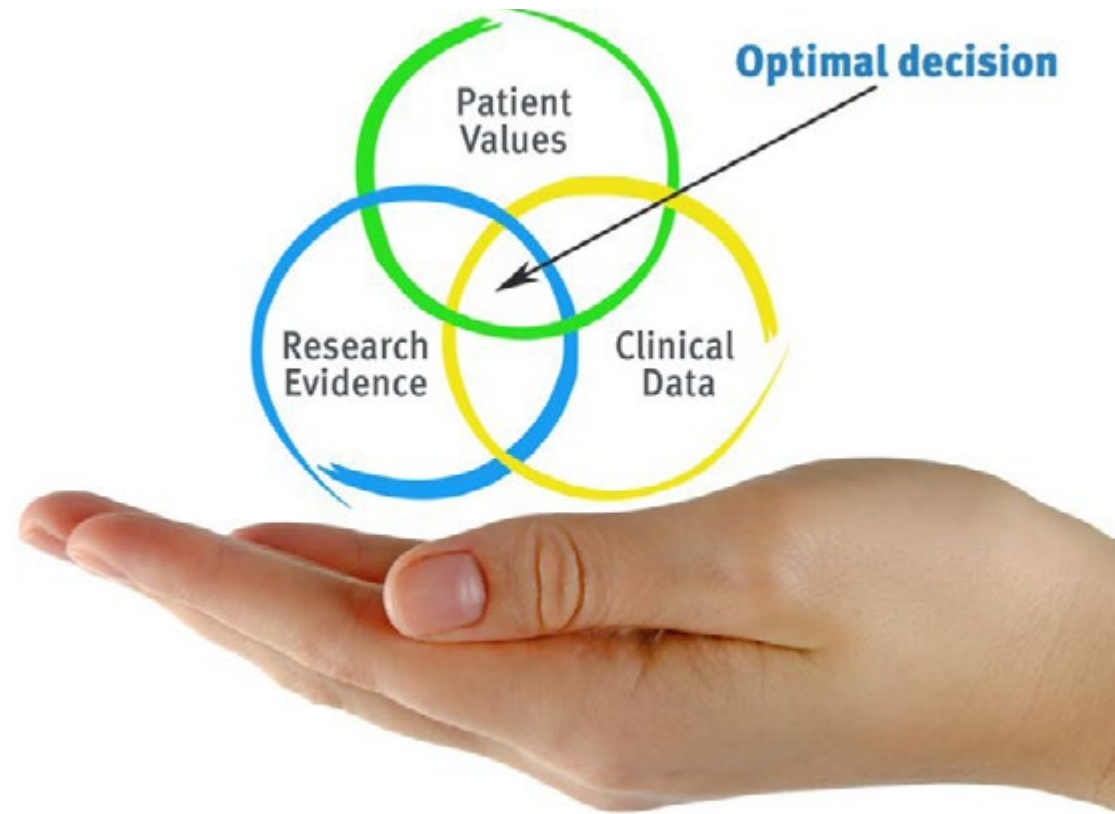 Optimal decision
Patient
Values
Research
Evidence
Clinical
Data